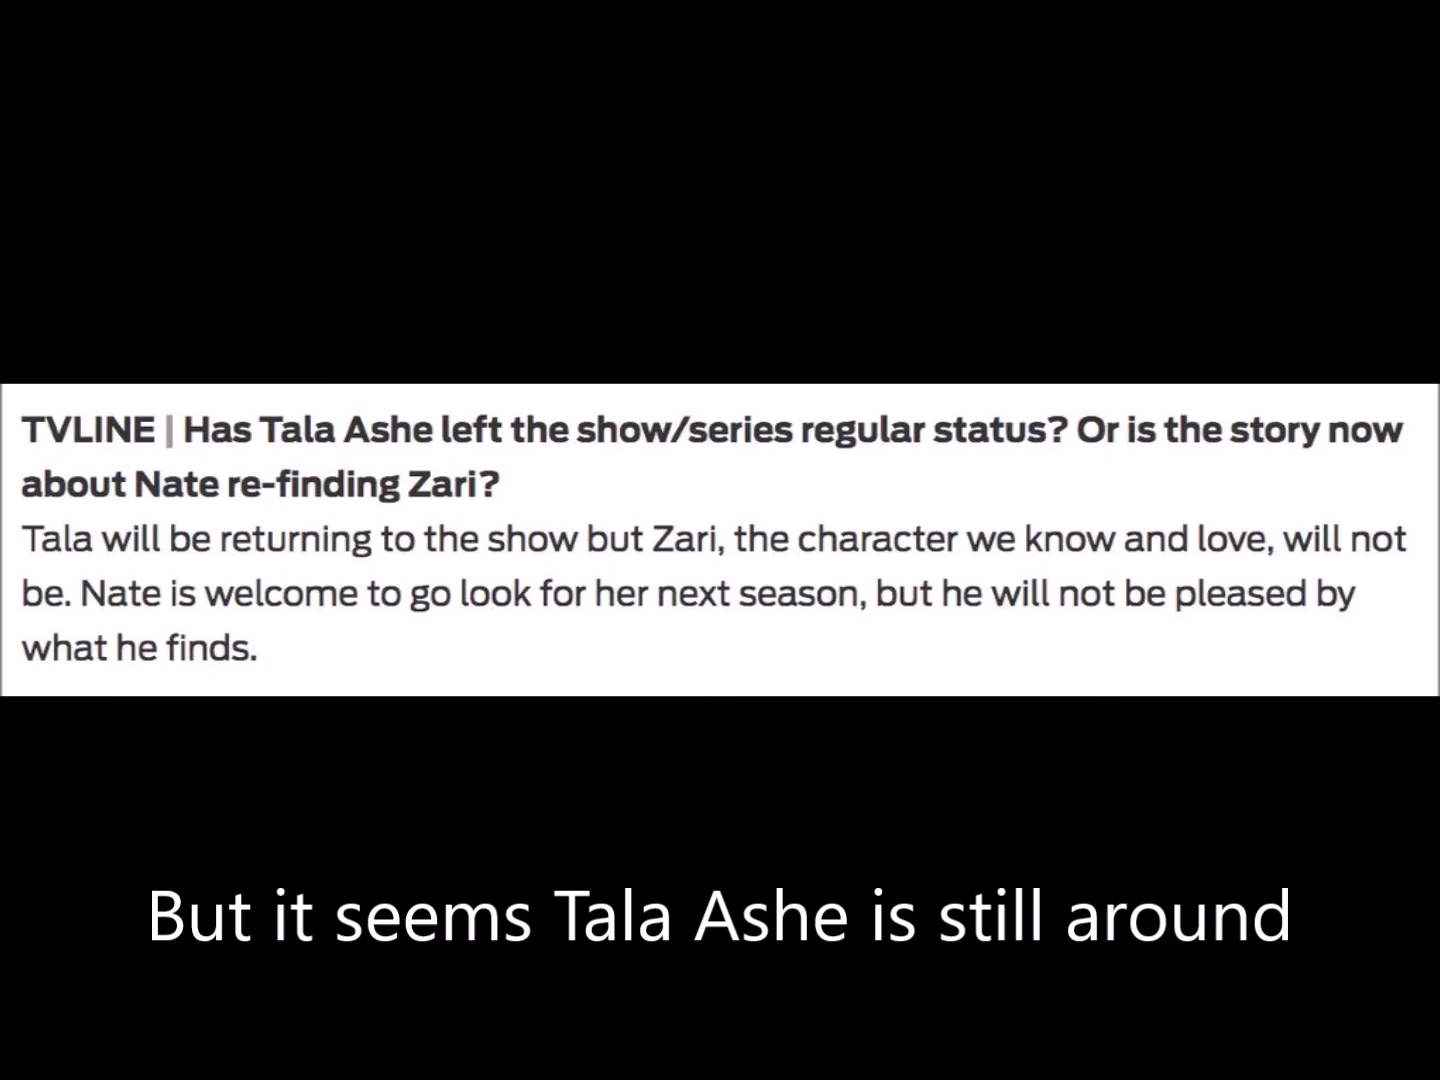 TVLINE | Has Tala Ashe left the show/series regular status? Or is the story now
about Nate re-finding Zari?
Tala will be returning to the show but Zari, the character we know and love, will not
be. Nate is welcome to go look for her next season, but he will not be pleased by
what he finds.
But it seems Tala Ashe is still around